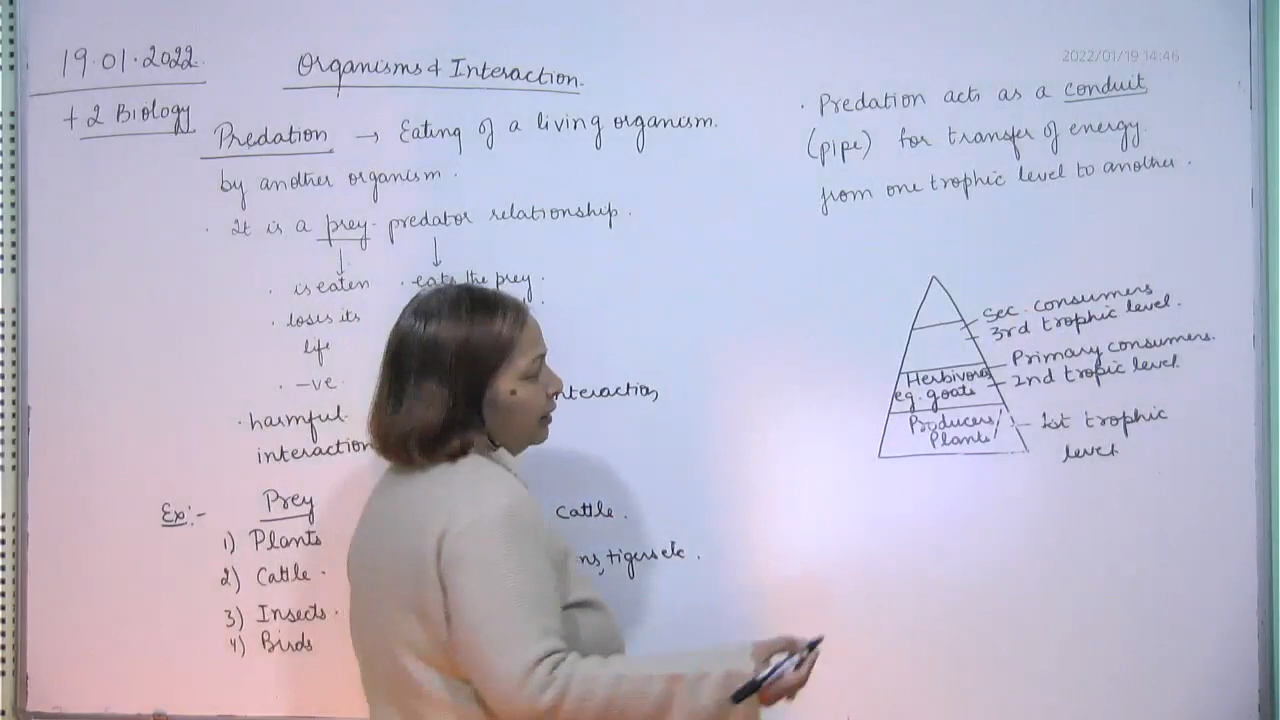 19.01.2022
+2 Biology
Organisms & Interaction.
Predation → Eating of a living organism.
by another organism.
· It is a prey-predator relationship.
· is eaten
· loses its
life
· -ve
· harmful
interaction
· eats the prey.
interaction
Ex:- Prey
1) Plants
2) Cattle.
3) Insects.
4) Birds
cattle.
tigers etc.
2022/01/19 14:46
· Predation acts as a conduit
(pipe) for transfer of energy.
from one trophic level to another.
Sec. consumers
3rd trophic level.
Primary consumers.
2nd tropic level.
Herbivores
eg. goats
Producers/
Plants
1st trophic
level